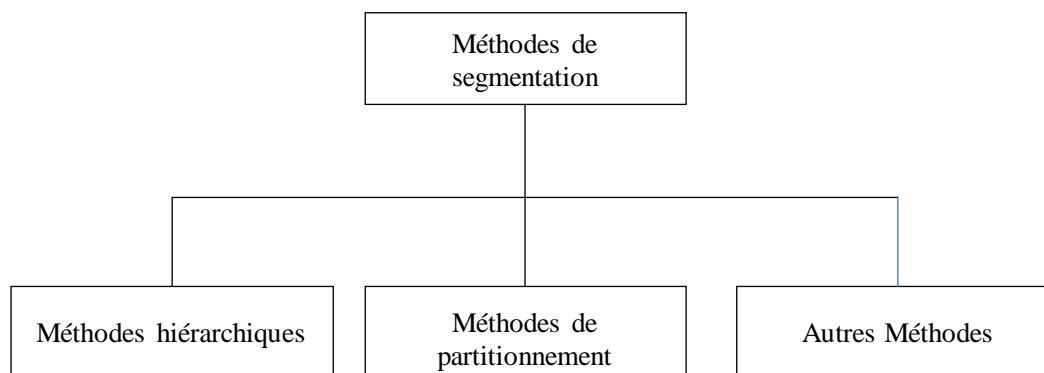 Méthodes de
segmentation
Méthodes hiérarchiques
Méthodes de
partitionnement
Autres Méthodes